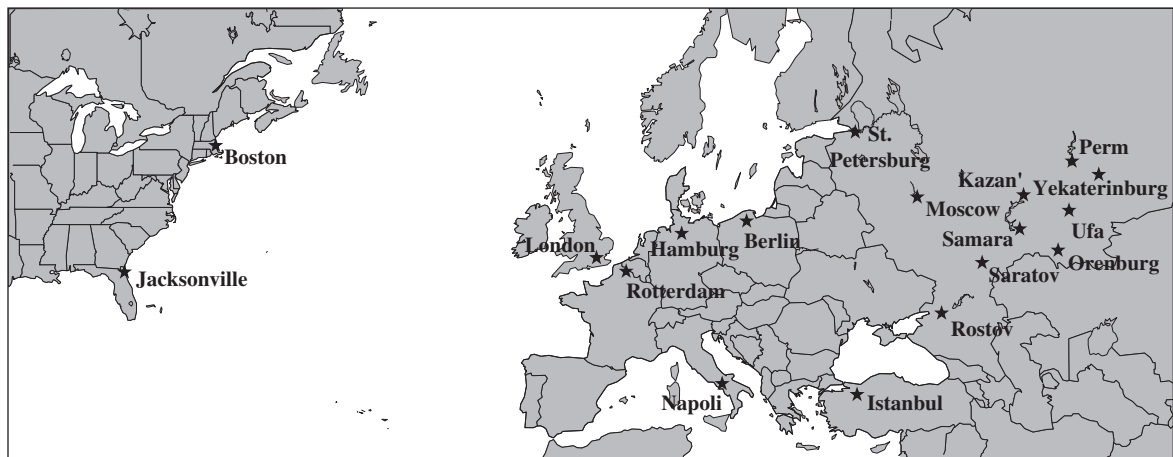 Boston
Jacksonville
London
Hamburg
Berlin
Rotterdam
Napoli
Istanbul
St.
Petersburg
Moscow
Perm
Kazan'
Yekaterinburg
Samara
Ufa
Orenburg
Saratov
Rostov